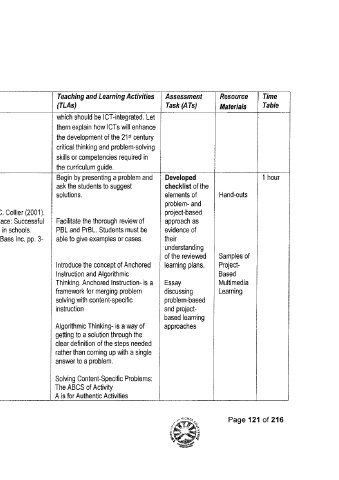 Teaching and Learning Activities
(TLAs)
Assessment
Task (ATs)
Resource
Materials
Time
Table
which should be ICT-integrated. Let
them explain how ICTs will enhance
the development of the 21st century
critical thinking and problem-solving
skills or competencies required in
the curriculum guide.
C. Collier (2001).
ace: Successful
in schools.
Bass Inc. pp. 3-
Begin by presenting a problem and
ask the students to suggest
solutions.
Facilitate the thorough review of
PBL and PrBL. Students must be
able to give examples or cases.
Introduce the concept of Anchored
Instruction and Algorithmic
Thinking. Anchored Instruction- is a
framework for merging problem
solving with content-specific
instruction
Algorithmic Thinking- is a way of
getting to a solution through the
clear definition of the steps needed
rather than coming up with a single
answer to a problem.
Solving Content-Specific Problems:
The ABCS of Activity
A is for Authentic Activities
Developed
checklist of the
elements of
problem- and
project-based
approach as
evidence of
their
understanding
of the reviewed
learning plans.
Essay
discussing
problem-based
and project-
based learning
approaches
Hand-outs
Samples of
Project-
Based
Multimedia
Learning
1 hour
Page 121 of 216